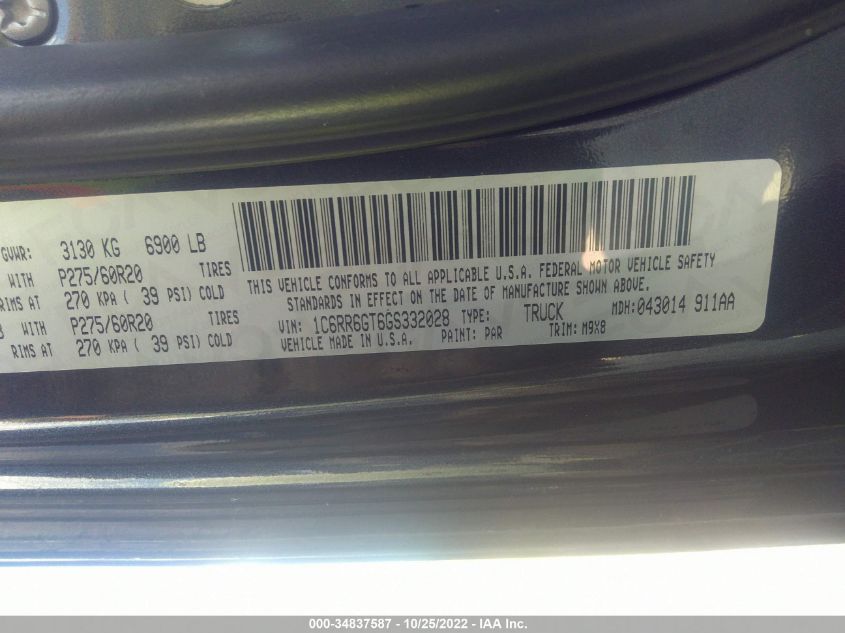 GVWR: 3130 KG 6900 LB
WITH P275/60R20 TIRES
RIMS AT 270 KPA ( 39 PSI) COLD
WITH P275/60R20 TIRES
RIMS AT 270 KPA ( 39 PSI) COLD
THIS VEHICLE CONFORMS TO ALL APPLICABLE U.S.A. FEDERAL MOTOR VEHICLE SAFETY
STANDARDS IN EFFECT ON THE DATE OF MANUFACTURE SHOWN ABOVE.
VIN: 1C6RR6GT6GS332028 TYPE: TRUCK MDH: 043014 911AA
VEHICLE MADE IN U.S.A. PAINT: PAR TRIM: M9X8
000-34837587 - 10/25/2022 - IAA Inc.